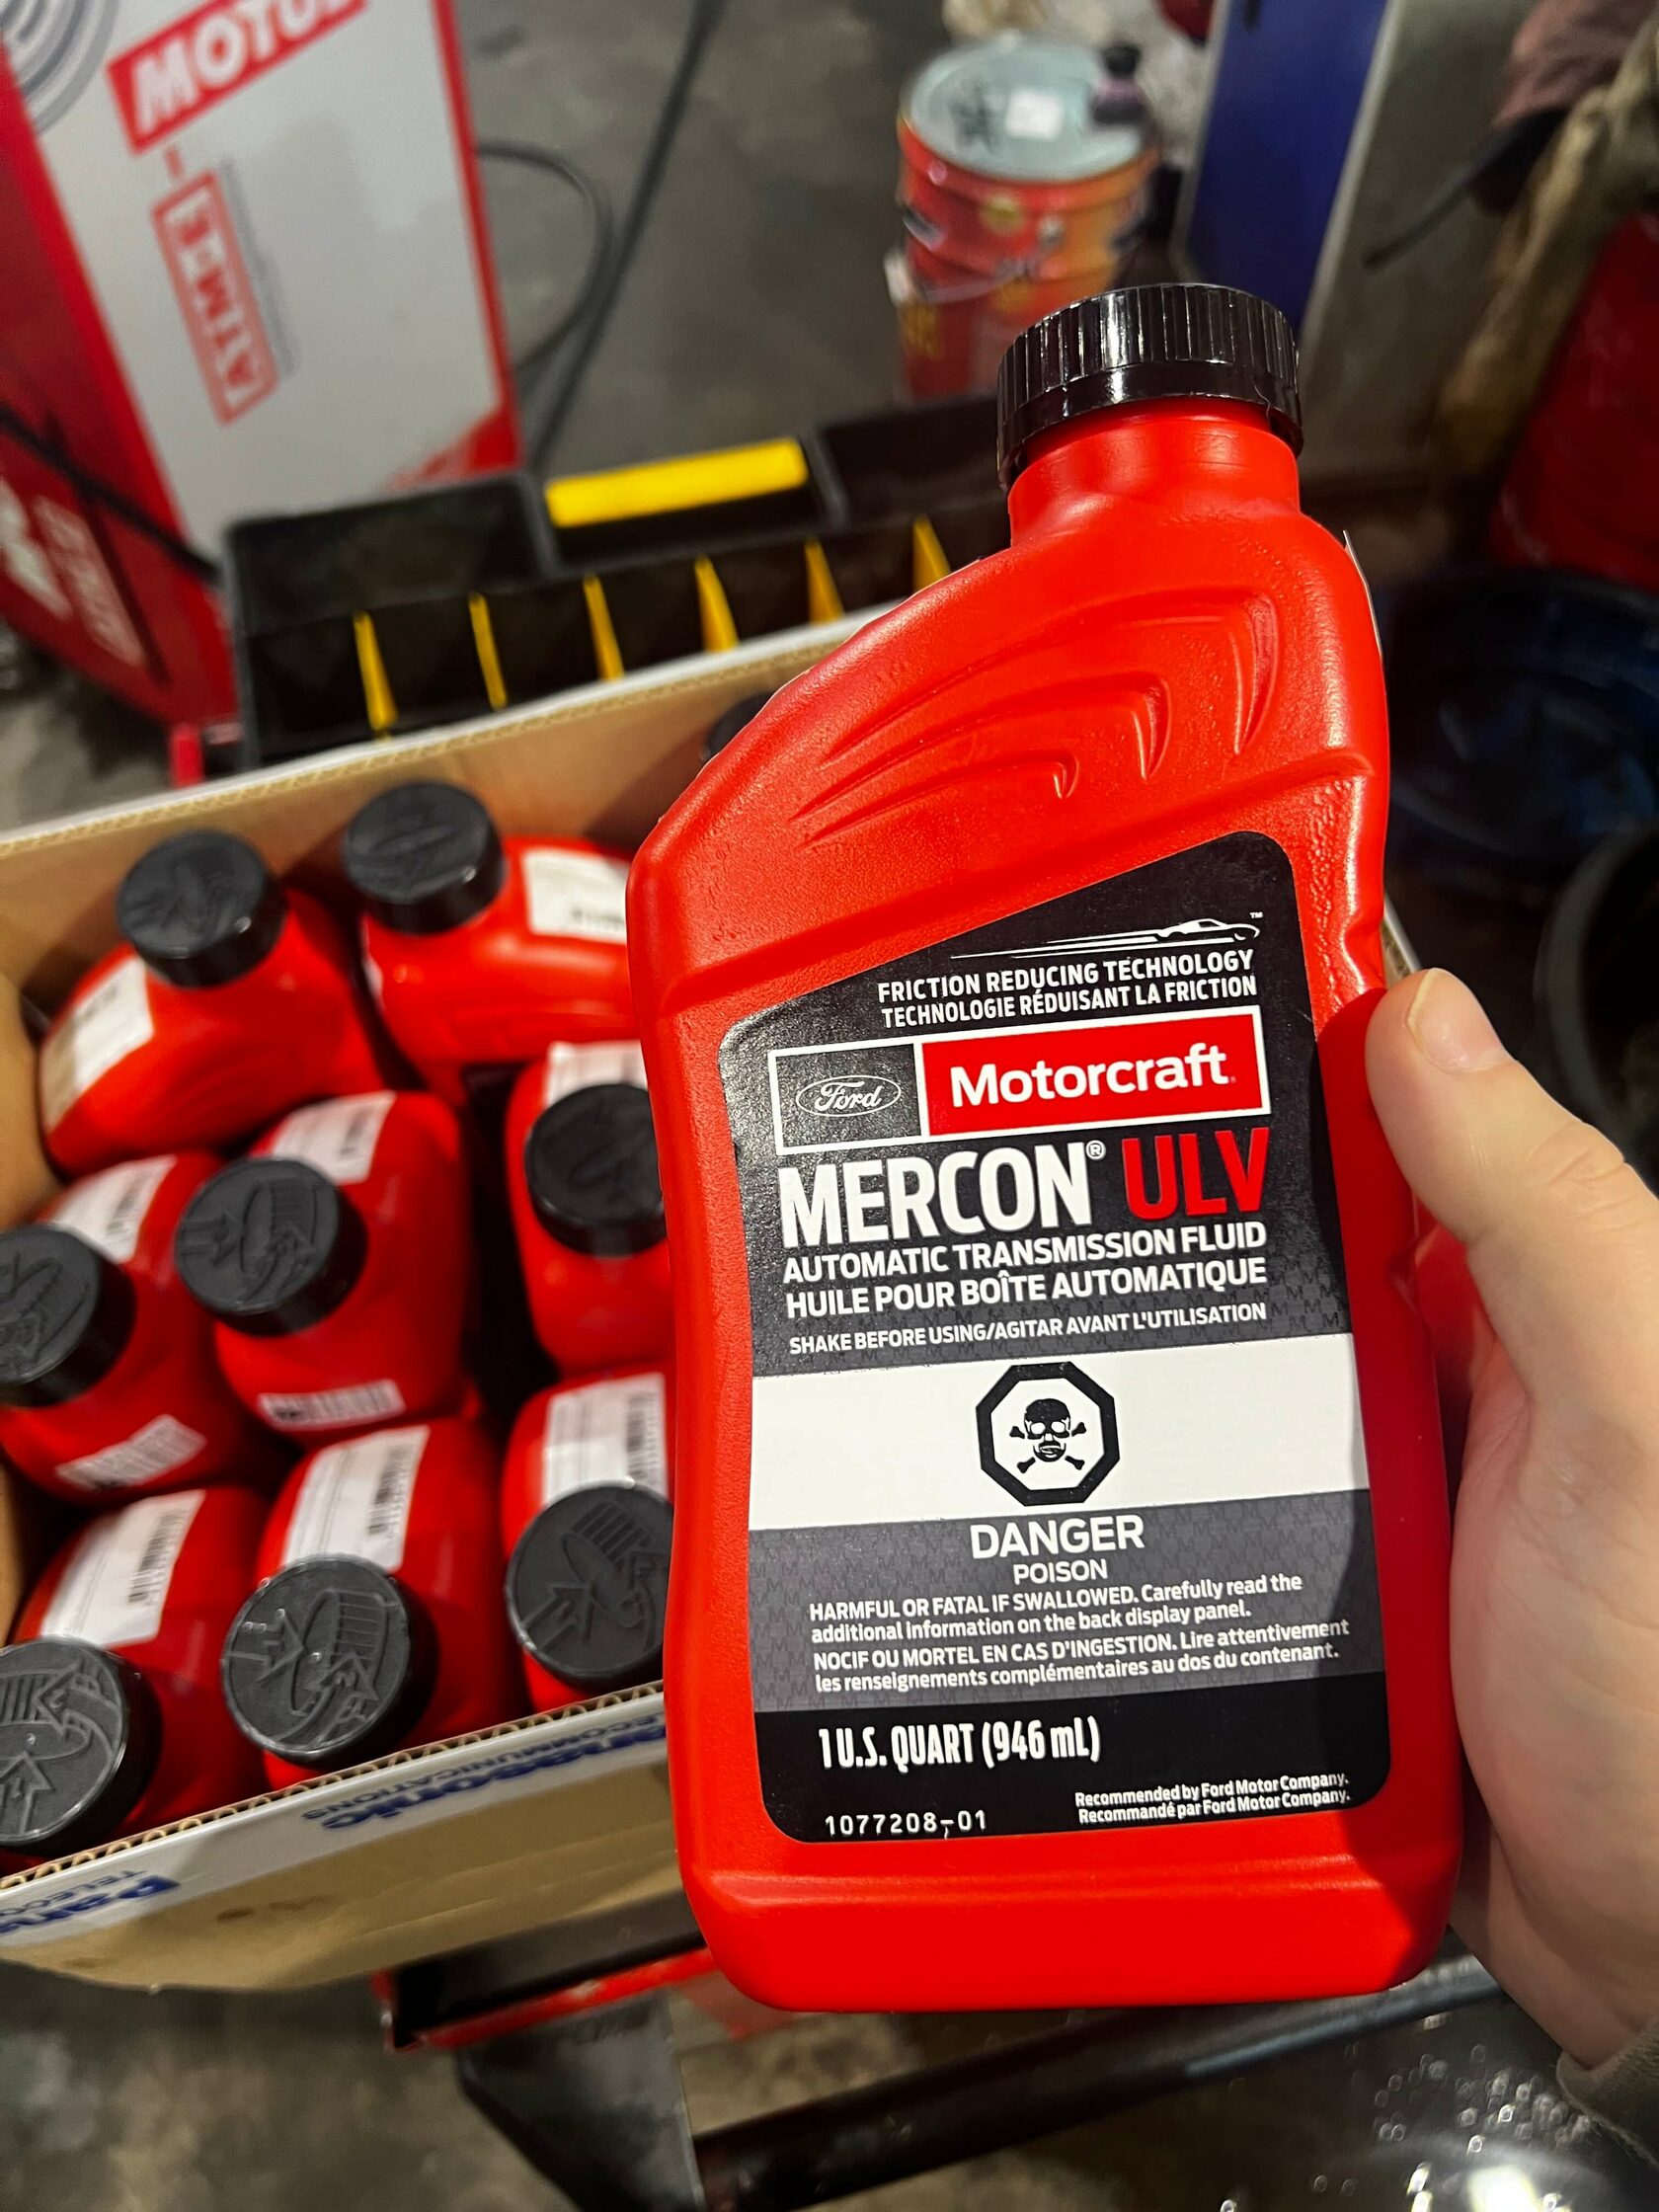 FRICTION REDUCING TECHNOLOGY
TECHNOLOGIE RÉDUISANT LA FRICTION
Ford
Motorcraft
MERCON® ULV
AUTOMATIC TRANSMISSION FLUID
HUILE POUR BOÎTE AUTOMATIQUE
SHAKE BEFORE USING/AGITAR AVANT L'UTILISATION
DANGER
POISON
HARMFUL OR FATAL IF SWALLOWED. Carefully read the
additional information on the back display panel.
NOCIF OU MORTEL EN CAS D'INGESTION. Lire attentivement
les renseignements complémentaires au dos du contenant.
1 U.S. QUART (946 mL)
Recommended by Ford Motor Company.
Recommandé par Ford Motor Company.
1077208-01